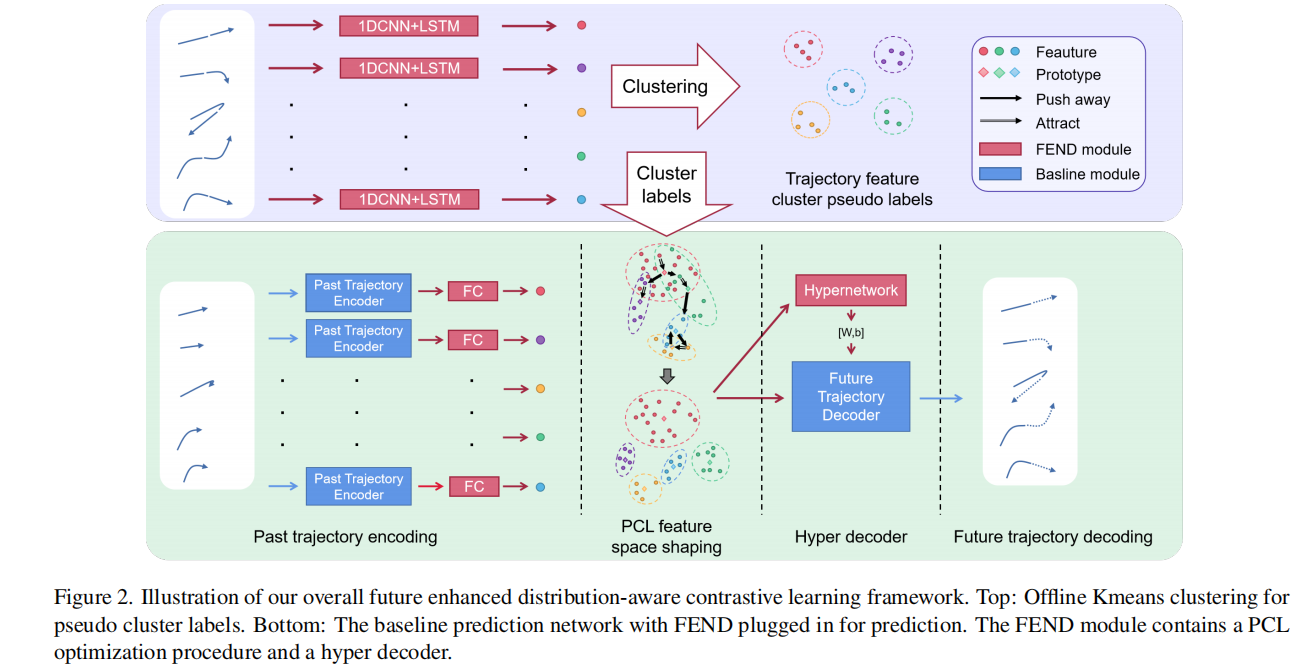 1DCNN+LSTM
1DCNN+LSTM
1DCNN+LSTM
Clustering
Cluster
labels
Trajectory feature
cluster pseudo labels
Feauture
Prototype
Push away
Attract
FEND module
Basline module
Past Trajectory
Encoder
FC
Past Trajectory
Encoder
FC
Past Trajectory
Encoder
FC
Hypernetwork
[W,b]
Future
Trajectory
Decoder
Past trajectory encoding
PCL feature
space shaping
Hyper decoder
Future trajectory decoding
Figure 2. Illustration of our overall future enhanced distribution-aware contrastive learning framework. Top: Offline Kmeans clustering for
pseudo cluster labels. Bottom: The baseline prediction network with FEND plugged in for prediction. The FEND module contains a PCL
optimization procedure and a hyper decoder.